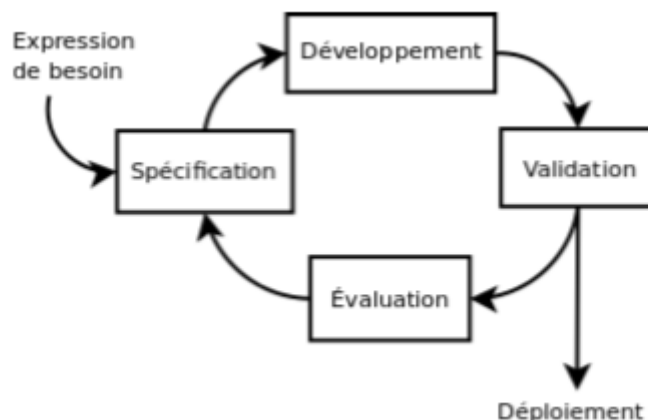 Expression
de besoin
Développement
Spécification
Validation
Évaluation
Déploiement